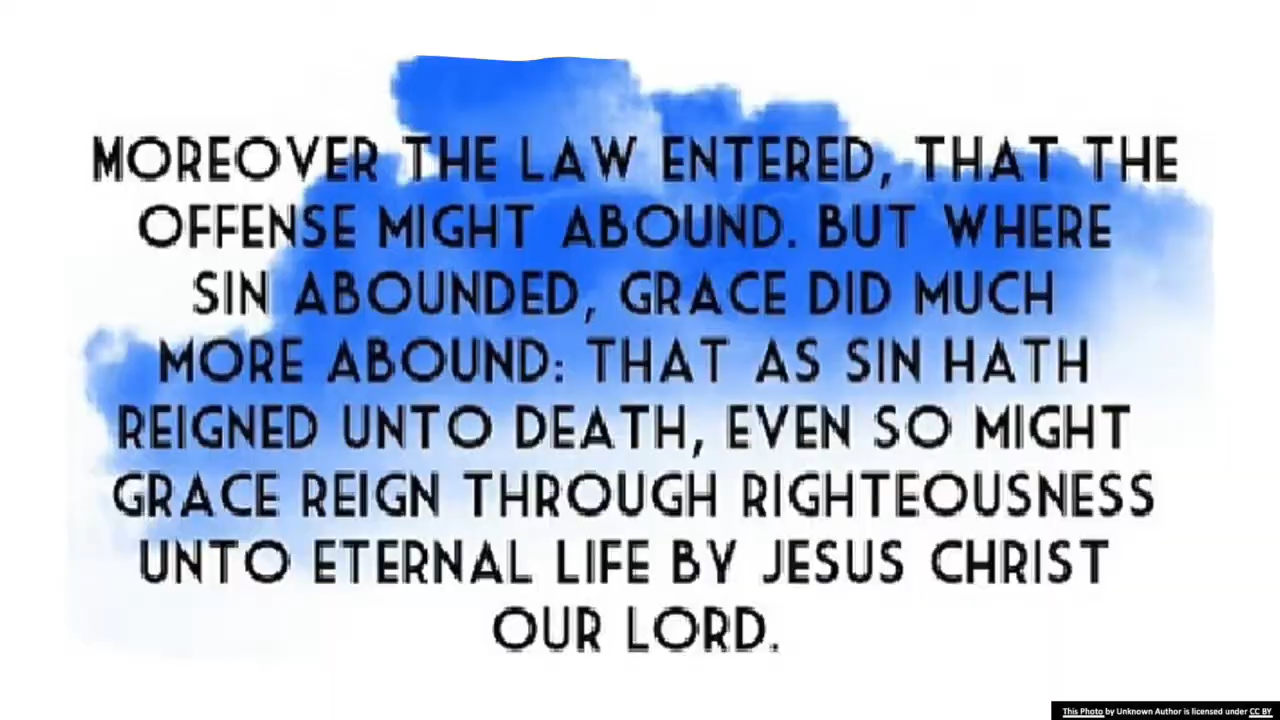 MOREOVER THE LAW ENTERED, THAT THE
OFFENSE MIGHT ABOUND. BUT WHERE
SIN ABOUNDED, GRACE DID MUCH
MORE ABOUND: THAT AS SIN HATH
REIGNED UNTO DEATH, EVEN SO MIGHT
GRACE REIGN THROUGH RIGHTEOUSNESS
UNTO ETERNAL LIFE BY JESUS CHRIST
OUR LORD.
This Photo by Unknown Author is licensed under CC BY